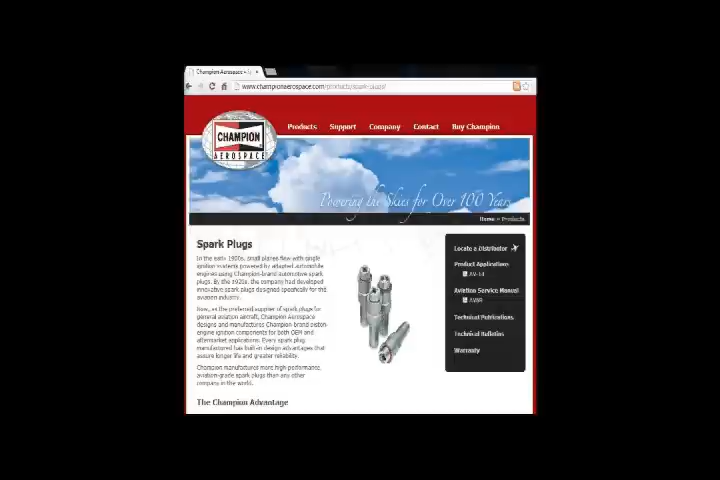 Champion Aerospace
www.championaerospace.com/products/spark-plugs/
Products Support Company Contact Buy Champion
CHAMPION
AEROSPACE
Powering the Skies for Over 100 Years
Home » Products
Spark Plugs
In the early 1900s, small planes flew with single
ignition systems powered by adapted automobile
engines using Champion-brand automotive spark
plugs. By the 1920s, the company had developed
innovative spark plugs designed specifically for the
aviation industry.
Now, as the preferred supplier of spark plugs for
general aviation aircraft, Champion Aerospace
designs and manufactures Champion-brand piston-
engine ignition components for both OEM and
aftermarket applications. Every spark plug
manufactured has built-in design advantages that
assure longer life and greater reliability.
Champion manufactures more high-performance,
aviation-grade spark plugs than any other
company in the world.
The Champion Advantage
Locate a Distributor
Product Applications
AV-14
Aviation Service Manual
AV6R
Technical Publications
Technical Bulletins
Warranty